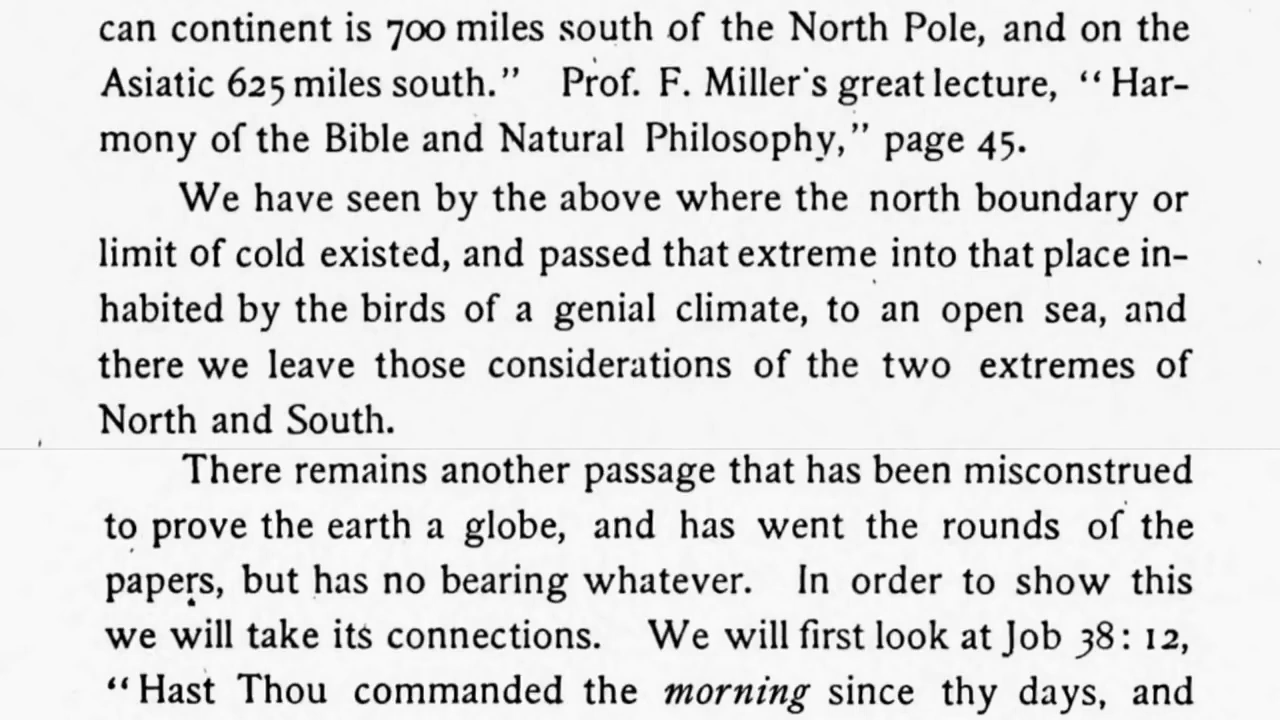 can continent is 700 miles south of the North Pole, and on the
Asiatic 625 miles south.” Prof. F. Miller's great lecture, “Har-
mony of the Bible and Natural Philosophy,” page 45.
We have seen by the above where the north boundary or
limit of cold existed, and passed that extreme into that place in-
habited by the birds of a genial climate, to an open sea, and
there we leave those considerations of the two extremes of
North and South.
There remains another passage that has been misconstrued
to prove the earth a globe, and has went the rounds of the
papers, but has no bearing whatever. In order to show this
we will take its connections. We will first look at Job 38: 12,
“Hast Thou commanded the morning since thy days, and